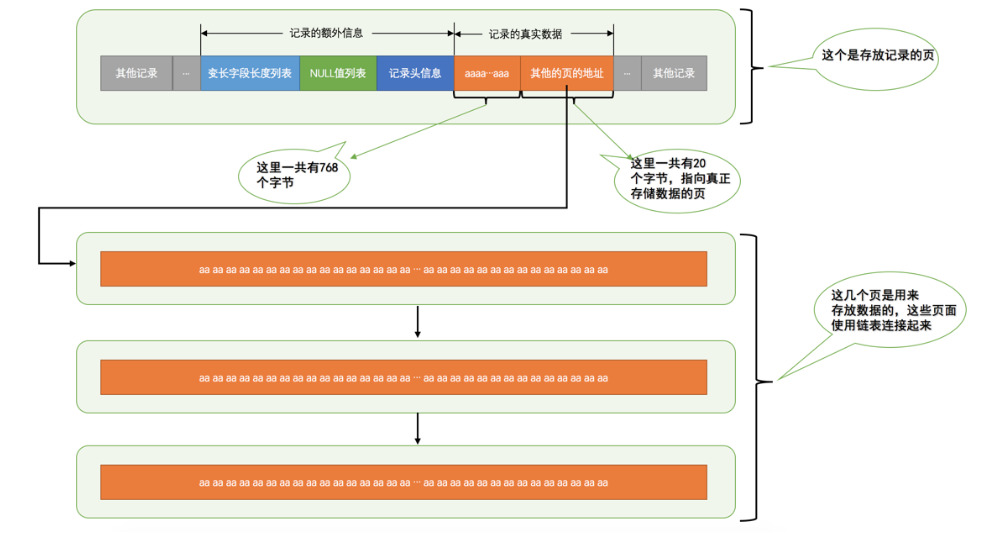 记录的额外信息
记录的真实数据
其他记录
...
变长字段长度列表
NULL值列表
记录头信息
aaaa···aaa
其他的页的地址
...
其他记录
这个是存放记录的页
这里一共有768
个字节
这里一共有20
个字节，指向真正
存储数据的页
aa aa aa aa aa aa aa aa aa aa aa aa aa aa aa aa ··· aa aa aa aa aa aa aa aa aa aa aa aa aa aa
这几个页是用来
存放数据的，这些页面
使用链表连接起来
aa aa aa aa aa aa aa aa aa aa aa aa aa aa aa aa ··· aa aa aa aa aa aa aa aa aa aa aa aa aa aa
aa aa aa aa aa aa aa aa aa aa aa aa aa aa aa aa ··· aa aa aa aa aa aa aa aa aa aa aa aa aa aa